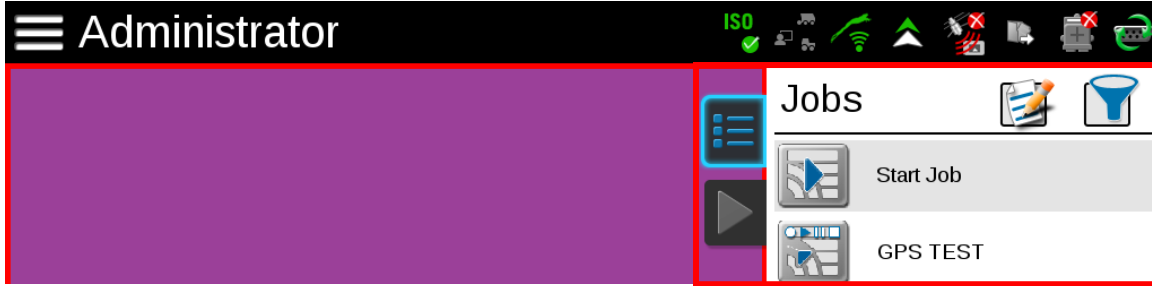 Administrator
ISO
Jobs
Start Job
GPS TEST